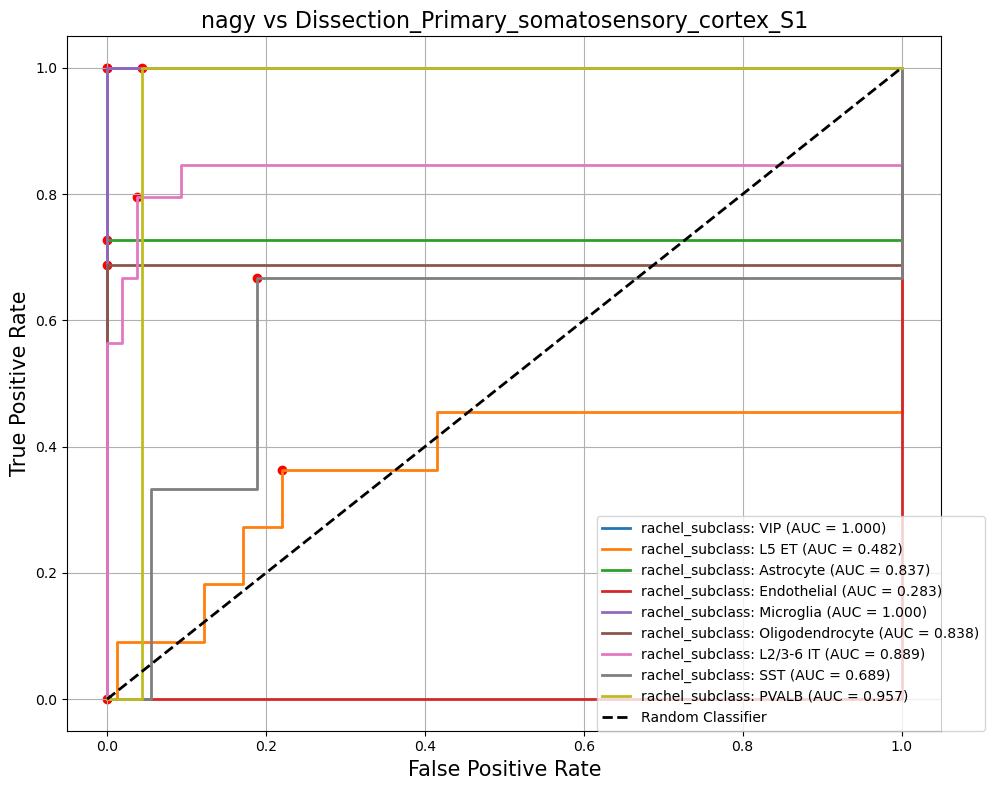 nagy vs Dissection_Primary_somatosensory_cortex_S1
True Positive Rate
1.0
0.8
0.6
0.4
0.2
0.0
rachel_subclass: VIP (AUC = 1.000)
rachel_subclass: L5 ET (AUC = 0.482)
rachel_subclass: Astrocyte (AUC = 0.837)
rachel_subclass: Endothelial (AUC = 0.283)
rachel_subclass: Microglia (AUC = 1.000)
rachel_subclass: Oligodendrocyte (AUC = 0.838)
rachel_subclass: L2/3-6 IT (AUC = 0.889)
rachel_subclass: SST (AUC = 0.689)
rachel_subclass: PVALB (AUC = 0.957)
Random Classifier
0.0 0.2 0.4 0.6 0.8 1.0
False Positive Rate